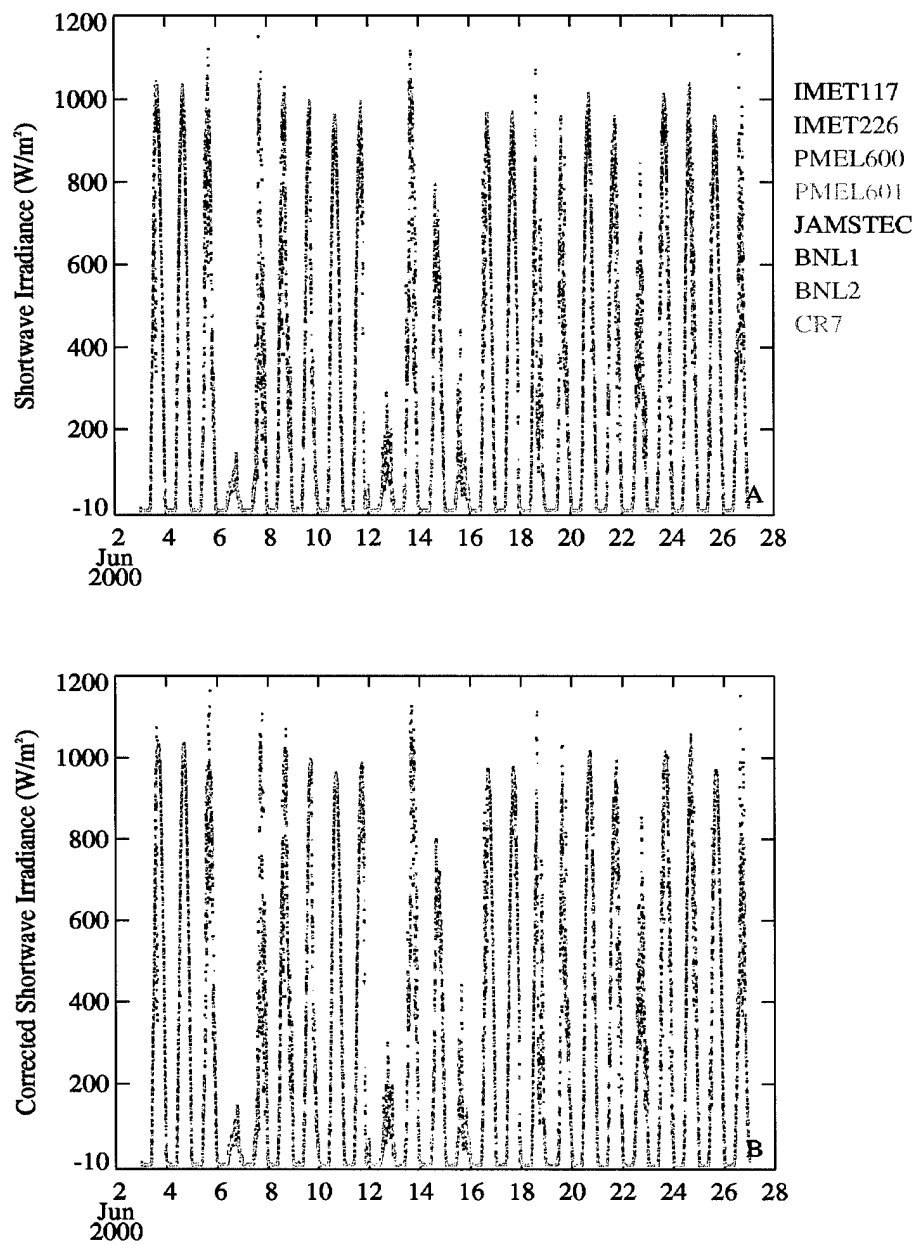 Shortwave Irradiance (W/m²)
1200
1000
800
600
400
200
-10
A
2 4 6 8 10 12 14 16 18 20 22 24 26 28
Jun
2000
IMET117
IMET226
PMEL600
PMEL601
JAMSTEC
BNL1
BNL2
CR7
Corrected Shortwave Irradiance (W/m²)
1200
1000
800
600
400
200
-10
B
2 4 6 8 10 12 14 16 18 20 22 24 26 28
Jun
2000